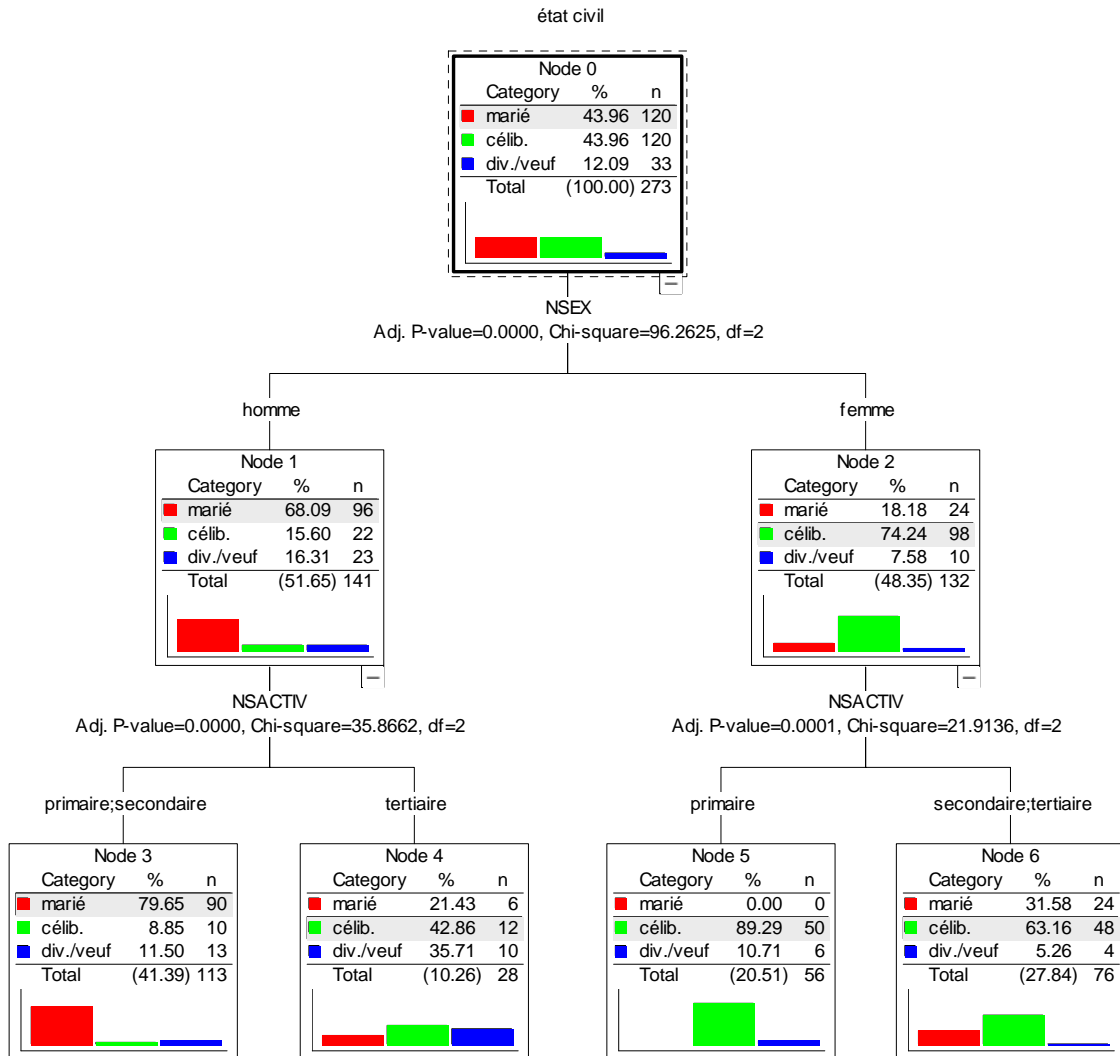 état civil
Node 0
Category % n
marié 43.96 120
célib. 43.96 120
div./veuf 12.09 33
Total (100.00) 273
NSEX
Adj. P-value=0.0000, Chi-square=96.2625, df=2
homme
femme
Node 1
Category % n
marié 68.09 96
célib. 15.60 22
div./veuf 16.31 23
Total (51.65) 141
Node 2
Category % n
marié 18.18 24
célib. 74.24 98
div./veuf 7.58 10
Total (48.35) 132
NSACTIV
Adj. P-value=0.0000, Chi-square=35.8662, df=2
NSACTIV
Adj. P-value=0.0001, Chi-square=21.9136, df=2
primaire;secondaire
tertiaire
primaire
secondaire;tertiaire
Node 3
Category % n
marié 79.65 90
célib. 8.85 10
div./veuf 11.50 13
Total (41.39) 113
Node 4
Category % n
marié 21.43 6
célib. 42.86 12
div./veuf 35.71 10
Total (10.26) 28
Node 5
Category % n
marié 0.00 0
célib. 89.29 50
div./veuf 10.71 6
Total (20.51) 56
Node 6
Category % n
marié 31.58 24
célib. 63.16 48
div./veuf 5.26 4
Total (27.84) 76